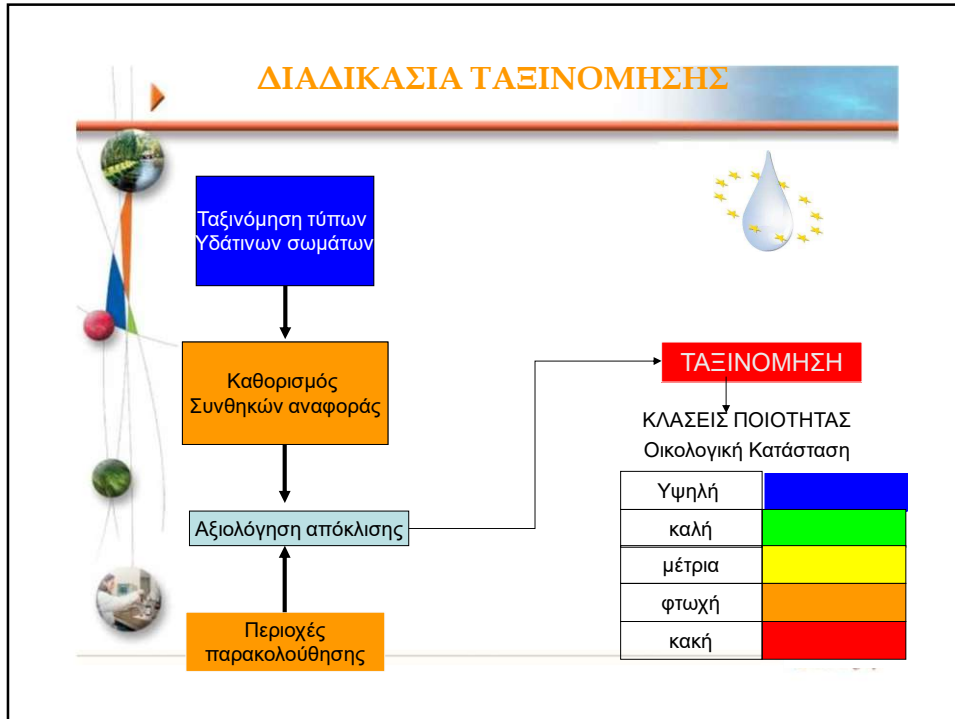 ΔΙΑΔΙΚΑΣΙΑ ΤΑΞΙΝΟΜΗΣΗΣ
Ταξινόμηση τύπων
Υδάτινων σωμάτων
Καθορισμός
Συνθηκών αναφοράς
Αξιολόγηση απόκλισης
Περιοχές
παρακολούθησης
ΤΑΞΙΝΟΜΗΣΗ
ΚΛΑΣΕΙΣ ΠΟΙΟΤΗΤΑΣ
Οικολογική Κατάσταση
Υψηλή
καλή
μέτρια
φτωχή
κακή